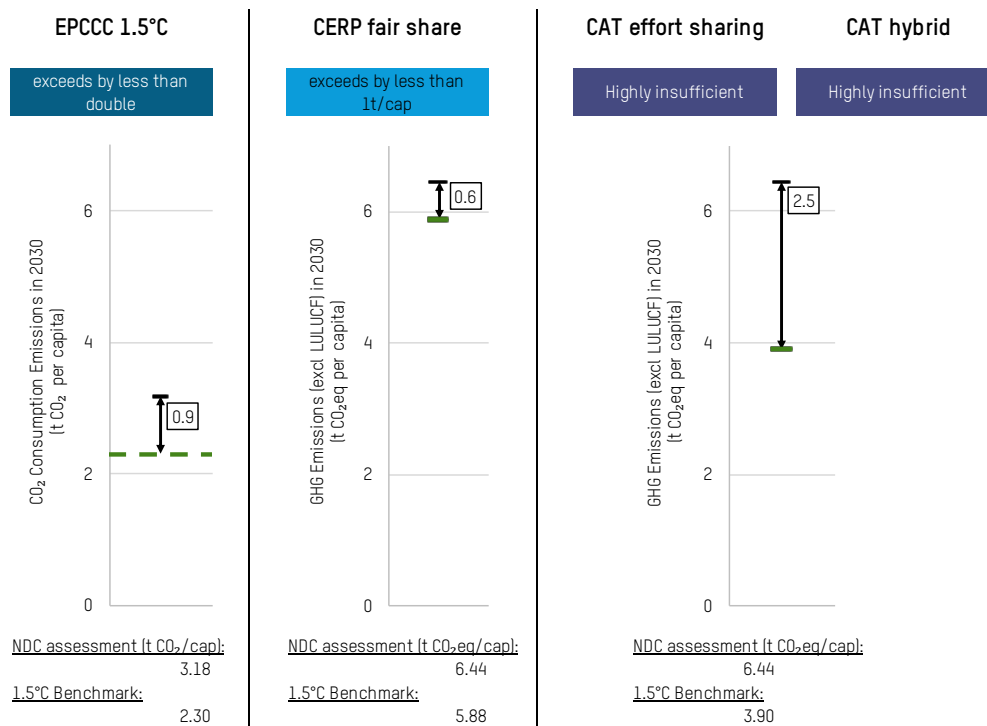 EPCCC 1.5°C
exceeds by less than
double
CO₂ Consumption Emissions in 2030
(t CO₂ per capita)
6
4
2
0
0.9
NDC assessment (t CO₂/cap):
3.18
1.5°C Benchmark:
2.30
CERP fair share
exceeds by less than
1t/cap
GHG Emissions (excl LULUCF) in 2030
(t CO₂eq per capita)
6
4
2
0
0.6
NDC assessment (t CO₂eq/cap):
6.44
1.5°C Benchmark:
5.88
CAT effort sharing
Highly insufficient
CAT hybrid
Highly insufficient
GHG Emissions (excl LULUCF) in 2030
(t CO₂eq per capita)
6
4
2
0
2.5
NDC assessment (t CO₂eq/cap):
6.44
1.5°C Benchmark:
3.90